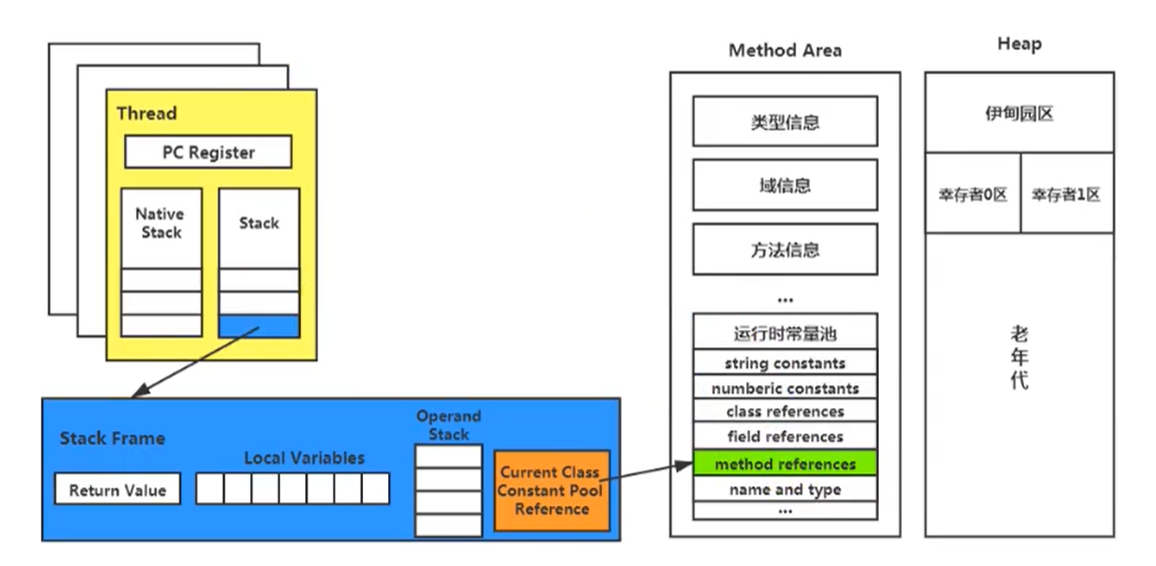 Thread
PC Register
Native
Stack
Stack
Stack Frame
Return Value
Local Variables
Operand
Stack
Current Class
Constant Pool
Reference
Method Area
类型信息
域信息
方法信息
...
运行时常量池
string constants
numberic constants
class references
field references
method references
name and type
...
Heap
伊甸园区
幸存者0区
幸存者1区
老
年
代